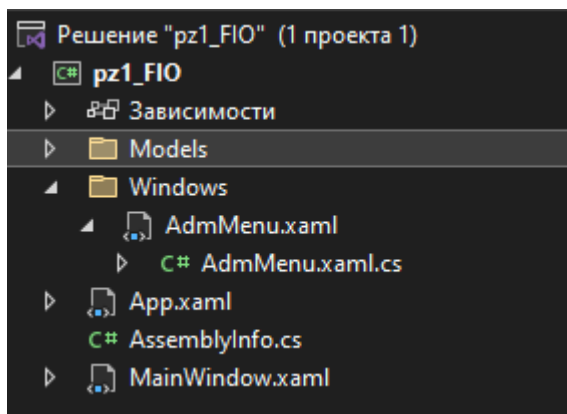 Решение "pz1_FIO" (1 проекта 1)
C# pz1_FIO
Зависимости
Models
Windows
AdmMenu.xaml
C# AdmMenu.xaml.cs
App.xaml
C# AssemblyInfo.cs
MainWindow.xaml